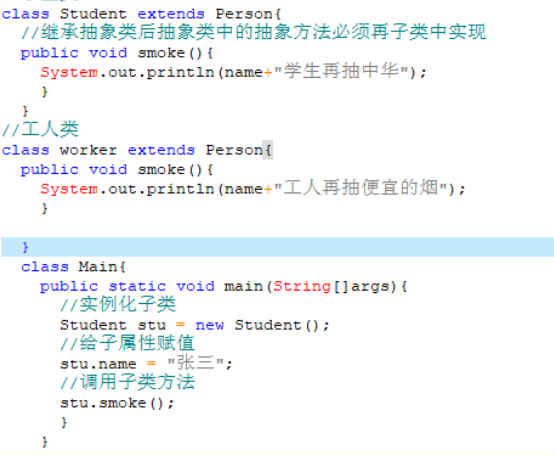 class Student extends Person{
//继承抽象类后抽象类中的抽象方法必须再子类中实现
public void smoke(){
System.out.println(name+"学生再抽中华");
}
}
//工人类
class worker extends Person{
public void smoke(){
System.out.println(name+"工人再抽便宜的烟");
}
}
class Main{
public static void main(String[]args){
//实例化子类
Student stu = new Student();
//给子属性赋值
stu.name = "张三";
//调用子类方法
stu.smoke();
}
}